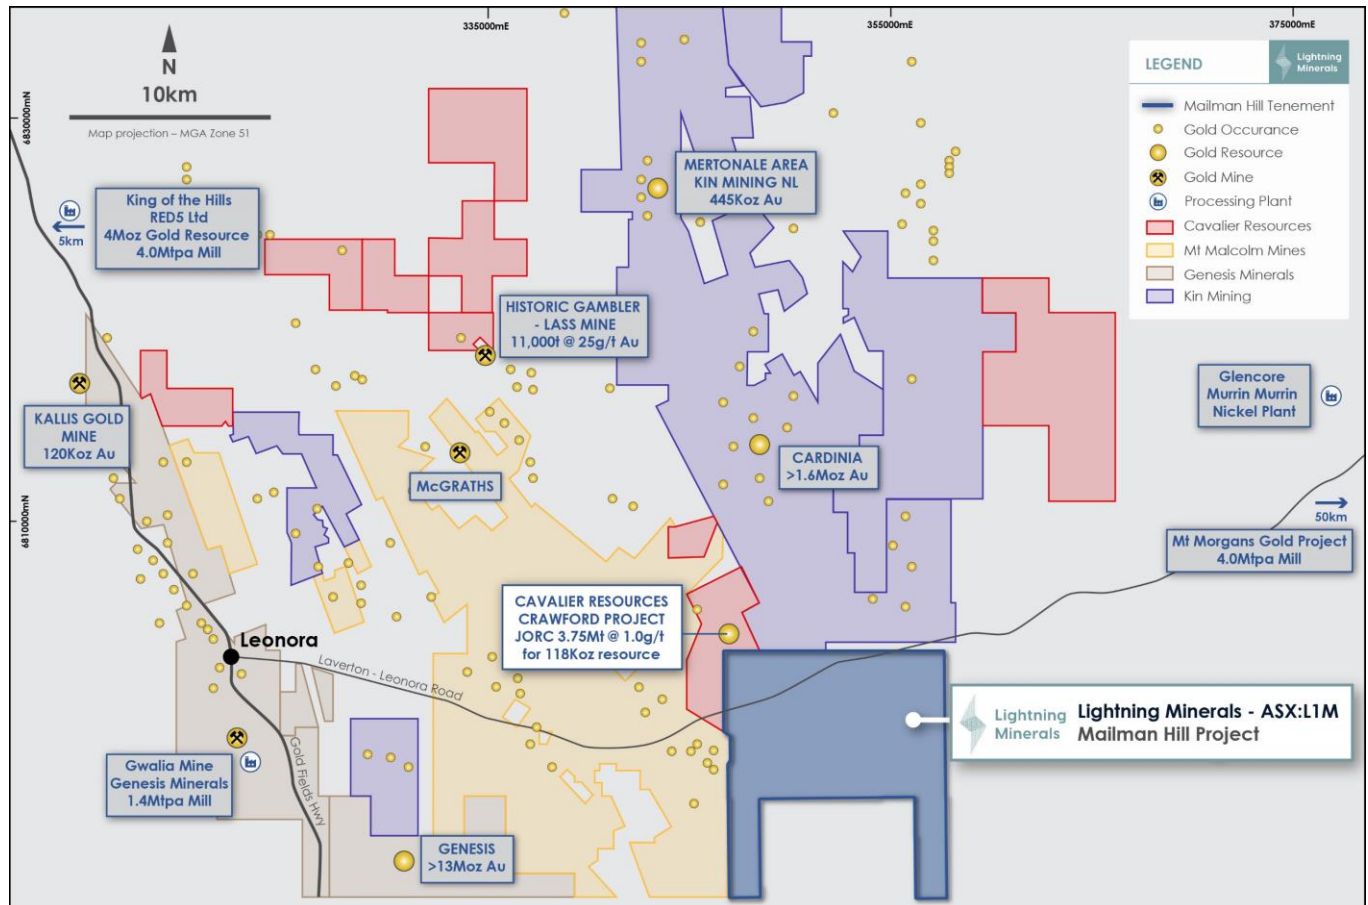 335000mE
355000mE
375000mE
6830000mN
6810000mN
N
10km
Map projection – MGA Zone 51
LEGEND
Lightning
Minerals
Mailman Hill Tenement
Gold Occurance
Gold Resource
Gold Mine
Processing Plant
Cavalier Resources
Mt Malcolm Mines
Genesis Minerals
Kin Mining
King of the Hills
RED5 Ltd
4Moz Gold Resource
4.0Mtpa Mill
5km
MERTONALE AREA
KIN MINING NL
445Koz Au
HISTORIC GAMBLER
- LASS MINE
11,000t @ 25g/t Au
Glencore
Murrin Murrin
Nickel Plant
KALLIS GOLD
MINE
120Koz Au
McGRATHS
CARDINIA
>1.6Moz Au
50km
Mt Morgans Gold Project
4.0Mtpa Mill
CAVALIER RESOURCES
CRAWFORD PROJECT
JORC 3.75Mt @ 1.0g/t
for 118Koz resource
Leonora
Laverton - Leonora Road
Lightning
Minerals
Lightning Minerals - ASX:L1M
Mailman Hill Project
Gwalia Mine
Genesis Minerals
1.4Mtpa Mill
Gold Fields Hwy
GENESIS
>13Moz Au